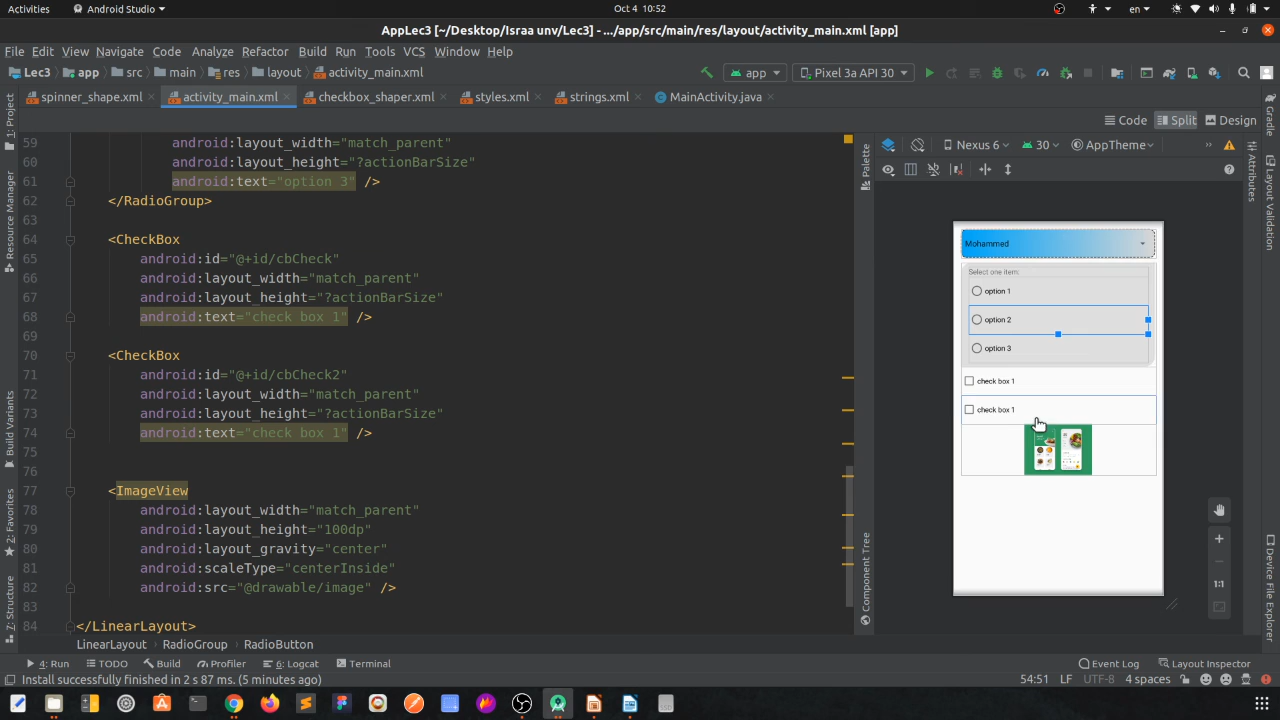 Activities
Android Studio
Oct 4 10:52
en
AppLec3 [~/Desktop/Israa unv/Lec3] - .../app/src/main/res/layout/activity_main.xml [app]
File Edit View Navigate Code Analyze Refactor Build Run Tools VCS Window Help
Lec3 app src main res layout activity_main.xml
app
Pixel 3a API 30
spinner_shape.xml activity_main.xml checkbox_shaper.xml styles.xml strings.xml MainActivity.java
Code Split Design
Nexus 6 30 AppTheme
1: Project
Resource Manager
Build Variants
2: Favorites
Z: Structure
59 android:layout_width="match_parent"
60 android:layout_height="?actionBarSize"
61 android:text="option 3" />
62 </RadioGroup>
63
64 <CheckBox
65 android:id="@+id/cbCheck"
66 android:layout_width="match_parent"
67 android:layout_height="?actionBarSize"
68 android:text="check box 1" />
69
70 <CheckBox
71 android:id="@+id/cbCheck2"
72 android:layout_width="match_parent"
73 android:layout_height="?actionBarSize"
74 android:text="check box 1" />
75
76
77 <ImageView
78 android:layout_width="match_parent"
79 android:layout_height="100dp"
80 android:layout_gravity="center"
81 android:scaleType="centerInside"
82 android:src="@drawable/image" />
83
84 </LinearLayout>
Palette
Component Tree
Mohammed
Select one item:
option 1
option 2
option 3
check box 1
check box 1
1:1
Gradle
Layout Validation
Attributes
Device File Explorer
LinearLayout RadioGroup RadioButton
4: Run TODO Build Profiler 6: Logcat Terminal
Event Log Layout Inspector
Install successfully finished in 2 s 87 ms. (5 minutes ago)
54:51 LF UTF-8 4 spaces